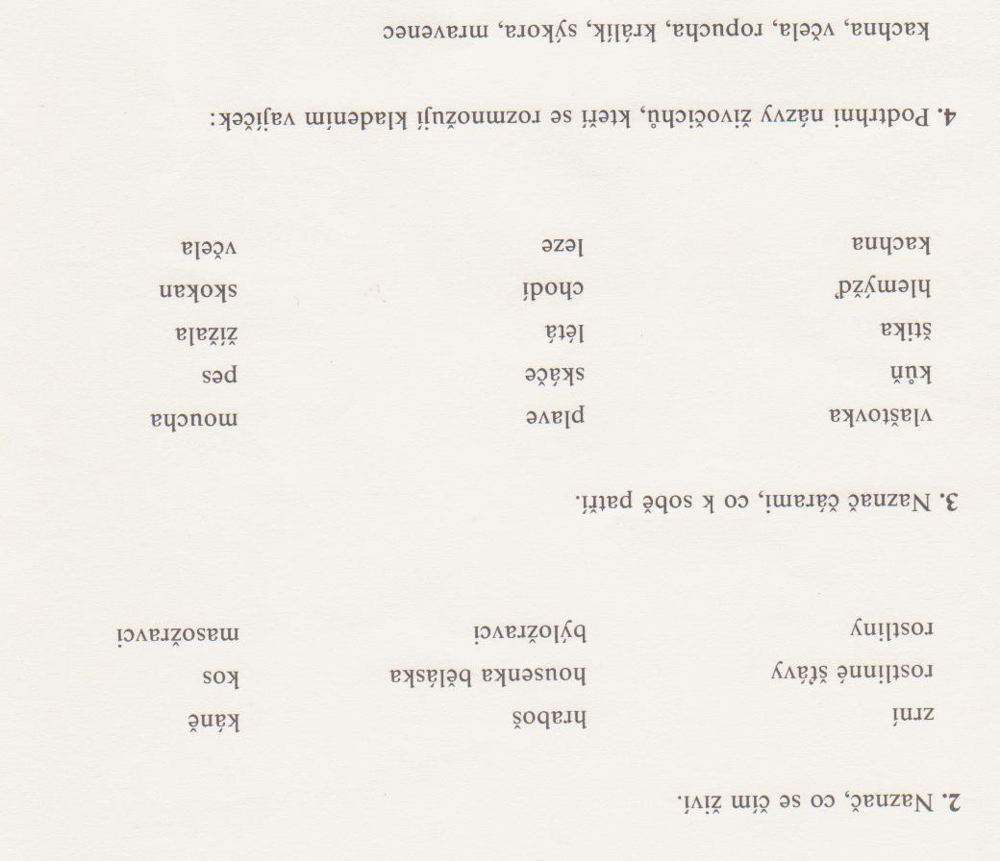 2. Naznač, co se čím živí.
zrní hraboš káně
rostlinné šťávy housenka běláska kos
rostliny býložravci masožravci
3. Naznač čárami, co k sobě patří.
vlaštovka plave moucha
kůň skáče pes
štika létá žížala
hlemýžď chodí skokan
kachna leze včela
4. Podtrhni názvy živočichů, kteří se rozmnožují kladením vajíček:
kachna, včela, ropucha, králík, sýkora, mravenec